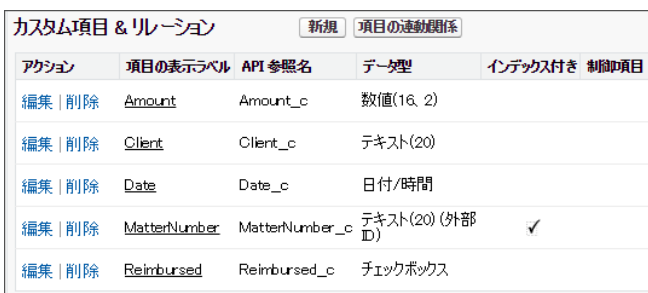 カスタム項目 & リレーション 新規 項目の連動関係
アクション 項目の表示ラベル API 参照名 データ型 インデックス付き 制御項目
編集 | 削除 Amount Amount_c 数値(16、2)
編集 | 削除 Client Client_c テキスト(20)
編集 | 削除 Date Date_c 日付/時間
編集 | 削除 MatterNumber MatterNumber_c テキスト(20) (外部
ID) ✓
編集 | 削除 Reimbursed Reimbursed_c チェックボックス